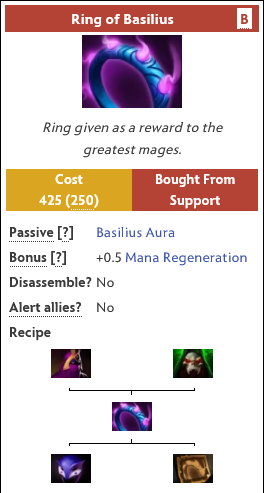 Ring of Basilius B
Ring given as a reward to the
greatest mages.
Cost Bought From
425 (250) Support
Passive [?] Basilius Aura
Bonus [?] +0.5 Mana Regeneration
Disassemble? No
Alert allies? No
Recipe